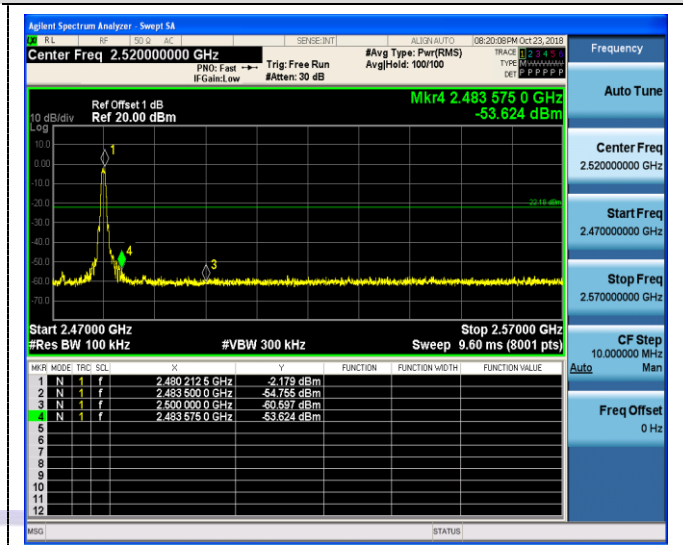 Agilent Spectrum Analyzer - Swept SA
RL RF 50 Ω AC SENSE:INT ALIGN AUTO 08:20:08PM Oct 23, 2018
Center Freq 2.520000000 GHz #Avg Type: Pwr(RMS) TRACE 1 2 3 4 5 6
PNO: Fast Trig: Free Run Avg|Hold: 100/100 TYPE
IFGain:Low #Atten: 30 dB DET P P P P P P
Frequency
Auto Tune
Center Freq
2.520000000 GHz
Start Freq
2.470000000 GHz
Stop Freq
2.570000000 GHz
CF Step
10.000000 MHz
Auto Man
Freq Offset
0 Hz
Mkr4 2.483 575 0 GHz
-53.624 dBm
Ref Offset 1 dB
10 dB/div Ref 20.00 dBm
Log
10.0
0.00
-10.0
-20.0
-30.0
-40.0
-50.0
-60.0
-70.0
1
4
3
-22.18 dBm
Start 2.47000 GHz Stop 2.57000 GHz
#Res BW 100 kHz #VBW 300 kHz Sweep 9.60 ms (8001 pts)
MKR MODE TRC SCL X Y FUNCTION FUNCTION WIDTH FUNCTION VALUE
1 N 1 f 2.480 212 5 GHz -2.179 dBm
2 N 1 f 2.483 500 0 GHz -54.755 dBm
3 N 1 f 2.500 000 0 GHz -60.597 dBm
4 N 1 f 2.483 575 0 GHz -53.624 dBm
5
6
7
8
9
10
11
12
MSG STATUS